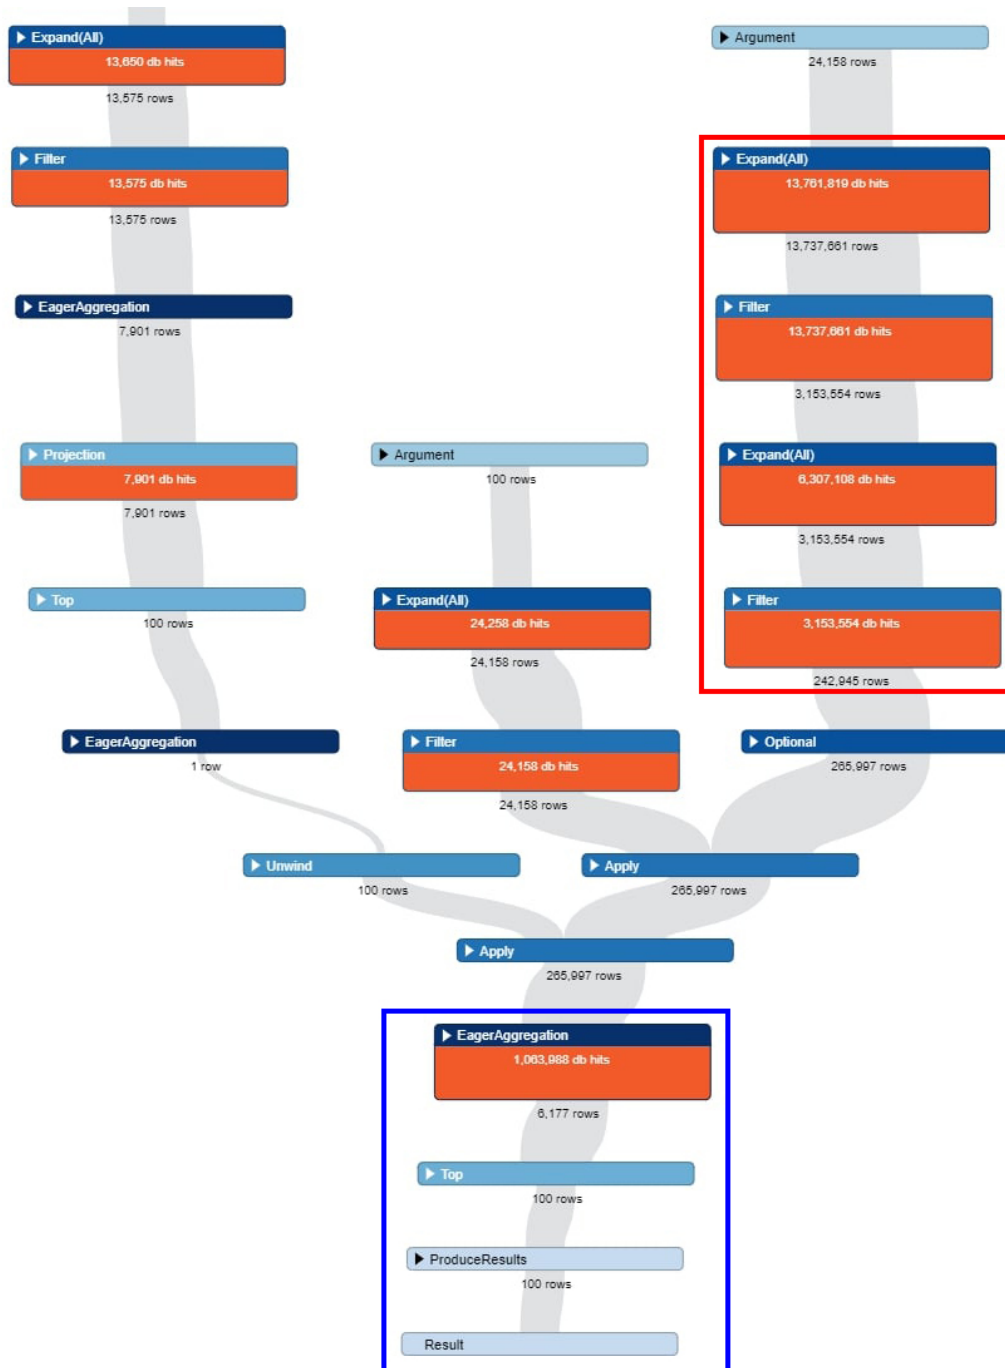 Expand(All)
13,650 db hits
13,575 rows
Filter
13,575 db hits
13,575 rows
EagerAggregation
7,901 rows
Projection
7,901 db hits
7,901 rows
Top
100 rows
EagerAggregation
1 row
Unwind
100 rows
Argument
100 rows
Expand(All)
24,258 db hits
24,158 rows
Filter
24,158 db hits
24,158 rows
Argument
24,158 rows
Expand(All)
13,761,819 db hits
13,737,661 rows
Filter
13,737,661 db hits
3,153,554 rows
Expand(All)
6,307,108 db hits
3,153,554 rows
Filter
3,153,554 db hits
242,945 rows
Optional
265,997 rows
Apply
265,997 rows
Apply
265,997 rows
EagerAggregation
1,063,988 db hits
6,177 rows
Top
100 rows
ProduceResults
100 rows
Result